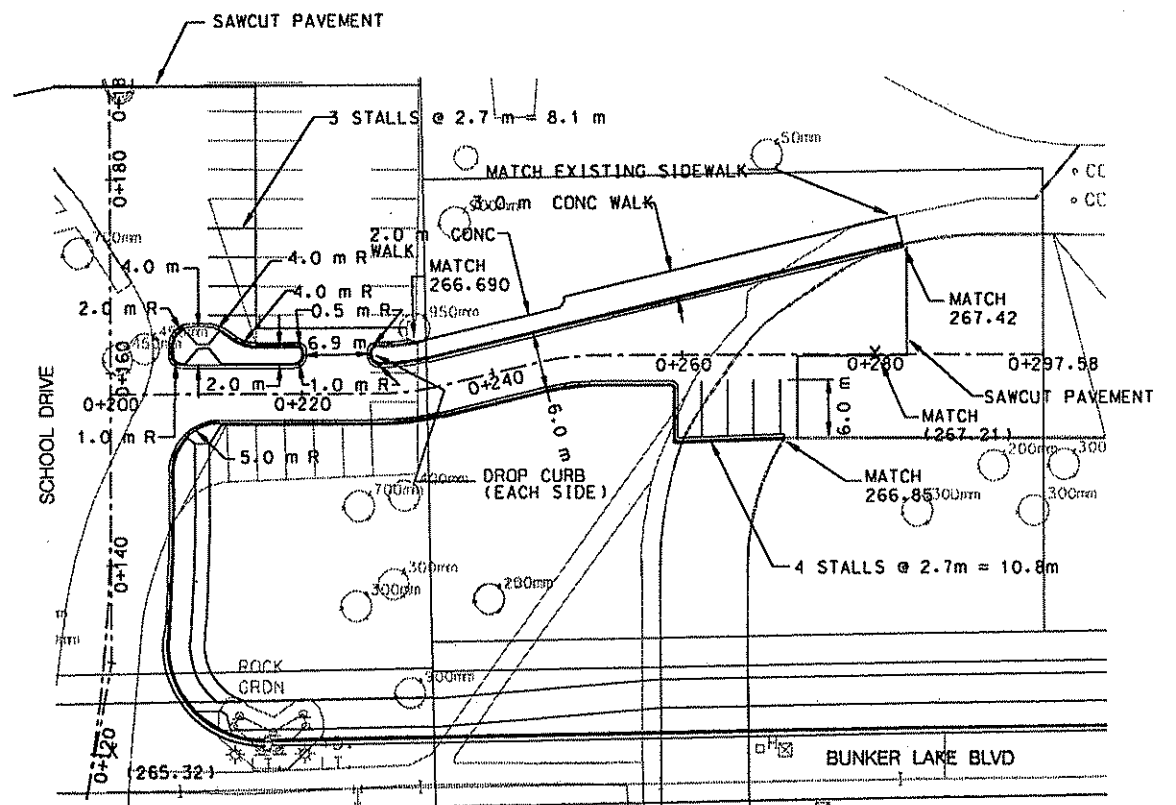 SAWCUT PAVEMENT
3 STALLS @ 2.7 m = 8.1 m
0+180
50mm
MATCH EXISTING SIDEWALK
3.0 m CONC WALK
2.0 m CONC
WALK
700mm
4.0 m
4.0 m R
MATCH
266.690
4.0 m R
2.0 m R
0.5 m R
950mm
MATCH
267.42
6.9 m
0+160
2.0 m
1.0 m R
0+200
0+220
0+240
0+260
0+280
0+297.58
SAWCUT PAVEMENT
6.0 m
6.0 m
MATCH
(267.21)
1.0 m R
5.0 m R
SCHOOL DRIVE
DROP CURB
(EACH SIDE)
400mm
700mm
200mm
300
MATCH
266.85
300mm
300mm
0+140
4 STALLS @ 2.7m = 10.8m
300mm
300mm
200mm
ROCK
GRDN
900mm
0+120
(265.32)
LT.
LT.
H
BUNKER LAKE BLVD